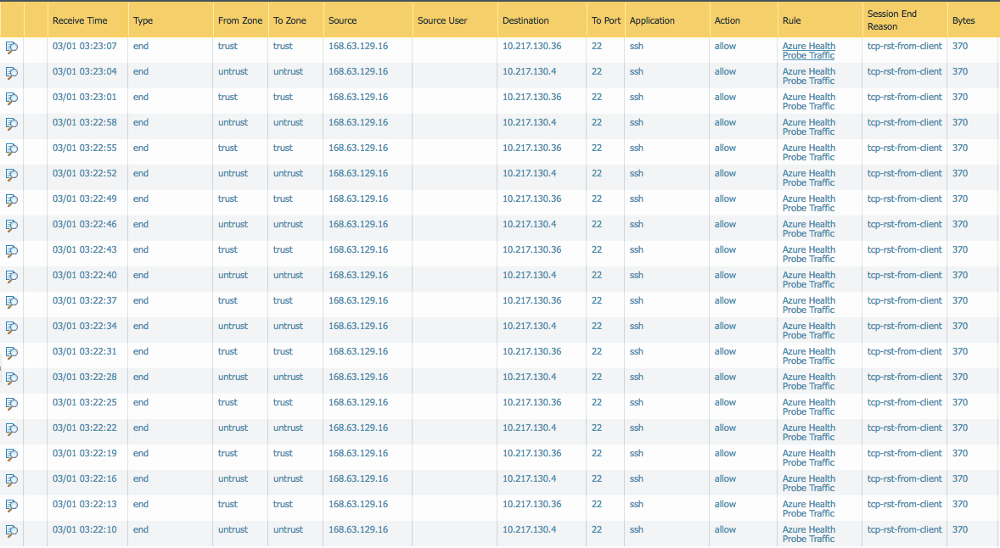 Receive Time Type From Zone To Zone Source Source User Destination To Port Application Action Rule Session End Reason Bytes
03/01 03:23:07 end trust trust 168.63.129.16 10.217.130.36 22 ssh allow Azure Health Probe Traffic tcp-rst-from-client 370
03/01 03:23:04 end untrust untrust 168.63.129.16 10.217.130.4 22 ssh allow Azure Health Probe Traffic tcp-rst-from-client 370
03/01 03:23:01 end trust trust 168.63.129.16 10.217.130.36 22 ssh allow Azure Health Probe Traffic tcp-rst-from-client 370
03/01 03:22:58 end untrust untrust 168.63.129.16 10.217.130.4 22 ssh allow Azure Health Probe Traffic tcp-rst-from-client 370
03/01 03:22:55 end trust trust 168.63.129.16 10.217.130.36 22 ssh allow Azure Health Probe Traffic tcp-rst-from-client 370
03/01 03:22:52 end untrust untrust 168.63.129.16 10.217.130.4 22 ssh allow Azure Health Probe Traffic tcp-rst-from-client 370
03/01 03:22:49 end trust trust 168.63.129.16 10.217.130.36 22 ssh allow Azure Health Probe Traffic tcp-rst-from-client 370
03/01 03:22:46 end untrust untrust 168.63.129.16 10.217.130.4 22 ssh allow Azure Health Probe Traffic tcp-rst-from-client 370
03/01 03:22:43 end trust trust 168.63.129.16 10.217.130.36 22 ssh allow Azure Health Probe Traffic tcp-rst-from-client 370
03/01 03:22:40 end untrust untrust 168.63.129.16 10.217.130.4 22 ssh allow Azure Health Probe Traffic tcp-rst-from-client 370
03/01 03:22:37 end trust trust 168.63.129.16 10.217.130.36 22 ssh allow Azure Health Probe Traffic tcp-rst-from-client 370
03/01 03:22:34 end untrust untrust 168.63.129.16 10.217.130.4 22 ssh allow Azure Health Probe Traffic tcp-rst-from-client 370
03/01 03:22:31 end trust trust 168.63.129.16 10.217.130.36 22 ssh allow Azure Health Probe Traffic tcp-rst-from-client 370
03/01 03:22:28 end untrust untrust 168.63.129.16 10.217.130.4 22 ssh allow Azure Health Probe Traffic tcp-rst-from-client 370
03/01 03:22:25 end trust trust 168.63.129.16 10.217.130.36 22 ssh allow Azure Health Probe Traffic tcp-rst-from-client 370
03/01 03:22:22 end untrust untrust 168.63.129.16 10.217.130.4 22 ssh allow Azure Health Probe Traffic tcp-rst-from-client 370
03/01 03:22:19 end trust trust 168.63.129.16 10.217.130.36 22 ssh allow Azure Health Probe Traffic tcp-rst-from-client 370
03/01 03:22:16 end untrust untrust 168.63.129.16 10.217.130.4 22 ssh allow Azure Health Probe Traffic tcp-rst-from-client 370
03/01 03:22:13 end trust trust 168.63.129.16 10.217.130.36 22 ssh allow Azure Health Probe Traffic tcp-rst-from-client 370
03/01 03:22:10 end untrust untrust 168.63.129.16 10.217.130.4 22 ssh allow Azure Health Probe Traffic tcp-rst-from-client 370